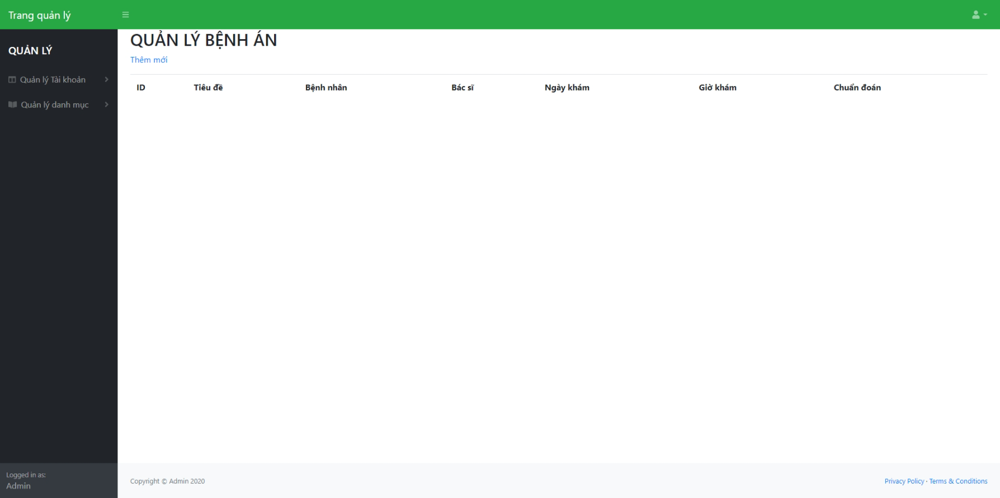 Trang quản lý
QUẢN LÝ
Quản lý Tài khoản
Quản lý danh mục
QUẢN LÝ BỆNH ÁN
Thêm mới
ID Tiêu đề Bệnh nhân Bác sĩ Ngày khám Giờ khám Chuẩn đoán
Logged in as:
Admin
Copyright © Admin 2020
Privacy Policy · Terms & Conditions